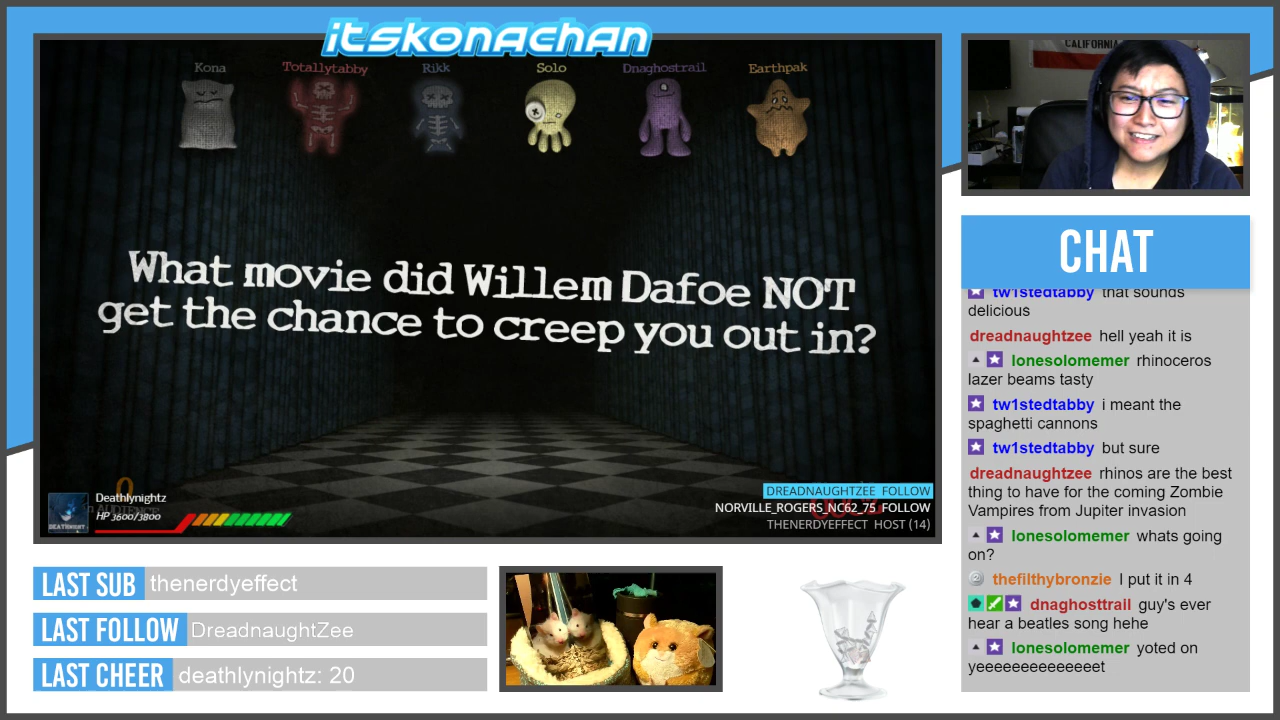 itskonachan
CALIFORNIA
Kona
Totallytabby
Rikk
Solo
Dnaghostrail
Earthpak
What movie did Willem Dafoe NOT
get the chance to creep you out in?
0
AUDIENCE
Deathlynightz
HP 3600/3800
DREADNAUGHTZEE FOLLOW
NORVILLE_ROGERS_NC62_75 FOLLOW
THENERDYEFFECT HOST (14)
LAST SUB thenerdyeffect
LAST FOLLOW DreadnaughtZee
LAST CHEER deathlynightz: 20
CHAT
tw1stedtabby that sounds
delicious
dreadnaughtzee hell yeah it is
lonesolomemer rhinoceros
lazer beams tasty
tw1stedtabby i meant the
spaghetti cannons
tw1stedtabby but sure
dreadnaughtzee rhinos are the best
thing to have for the coming Zombie
Vampires from Jupiter invasion
lonesolomemer whats going
on?
thefilthybronzie I put it in 4
dnaghosttrail guy's ever
hear a beatles song hehe
lonesolomemer yoted on
yeeeeeeeeeeeeet